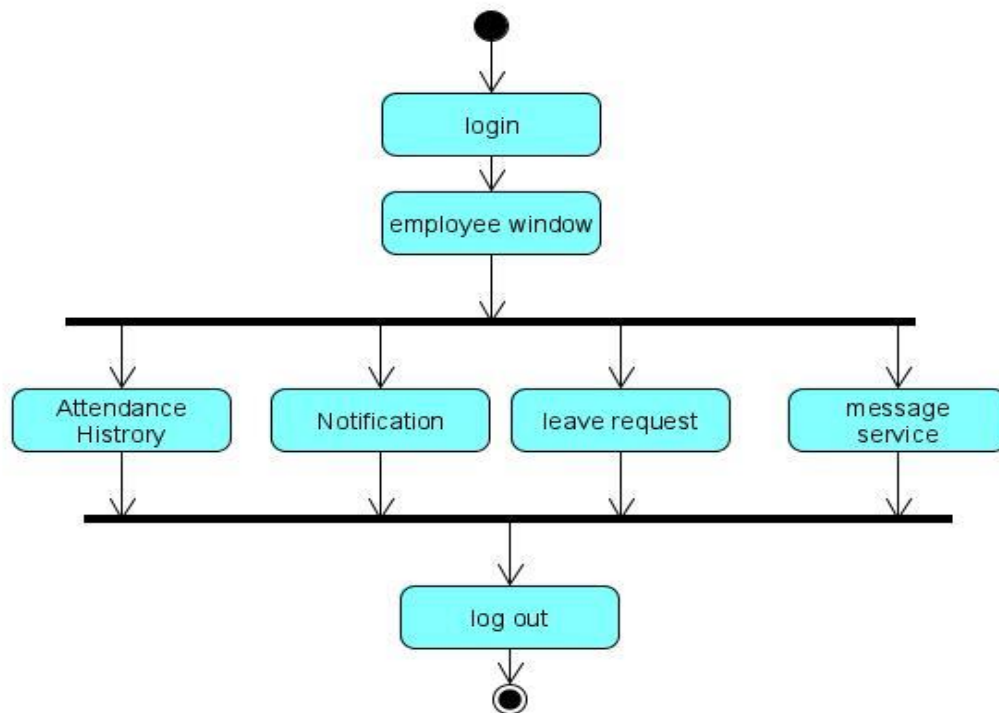 login
employee window
Attendance
Histrory
Notification
leave request
message
service
log out